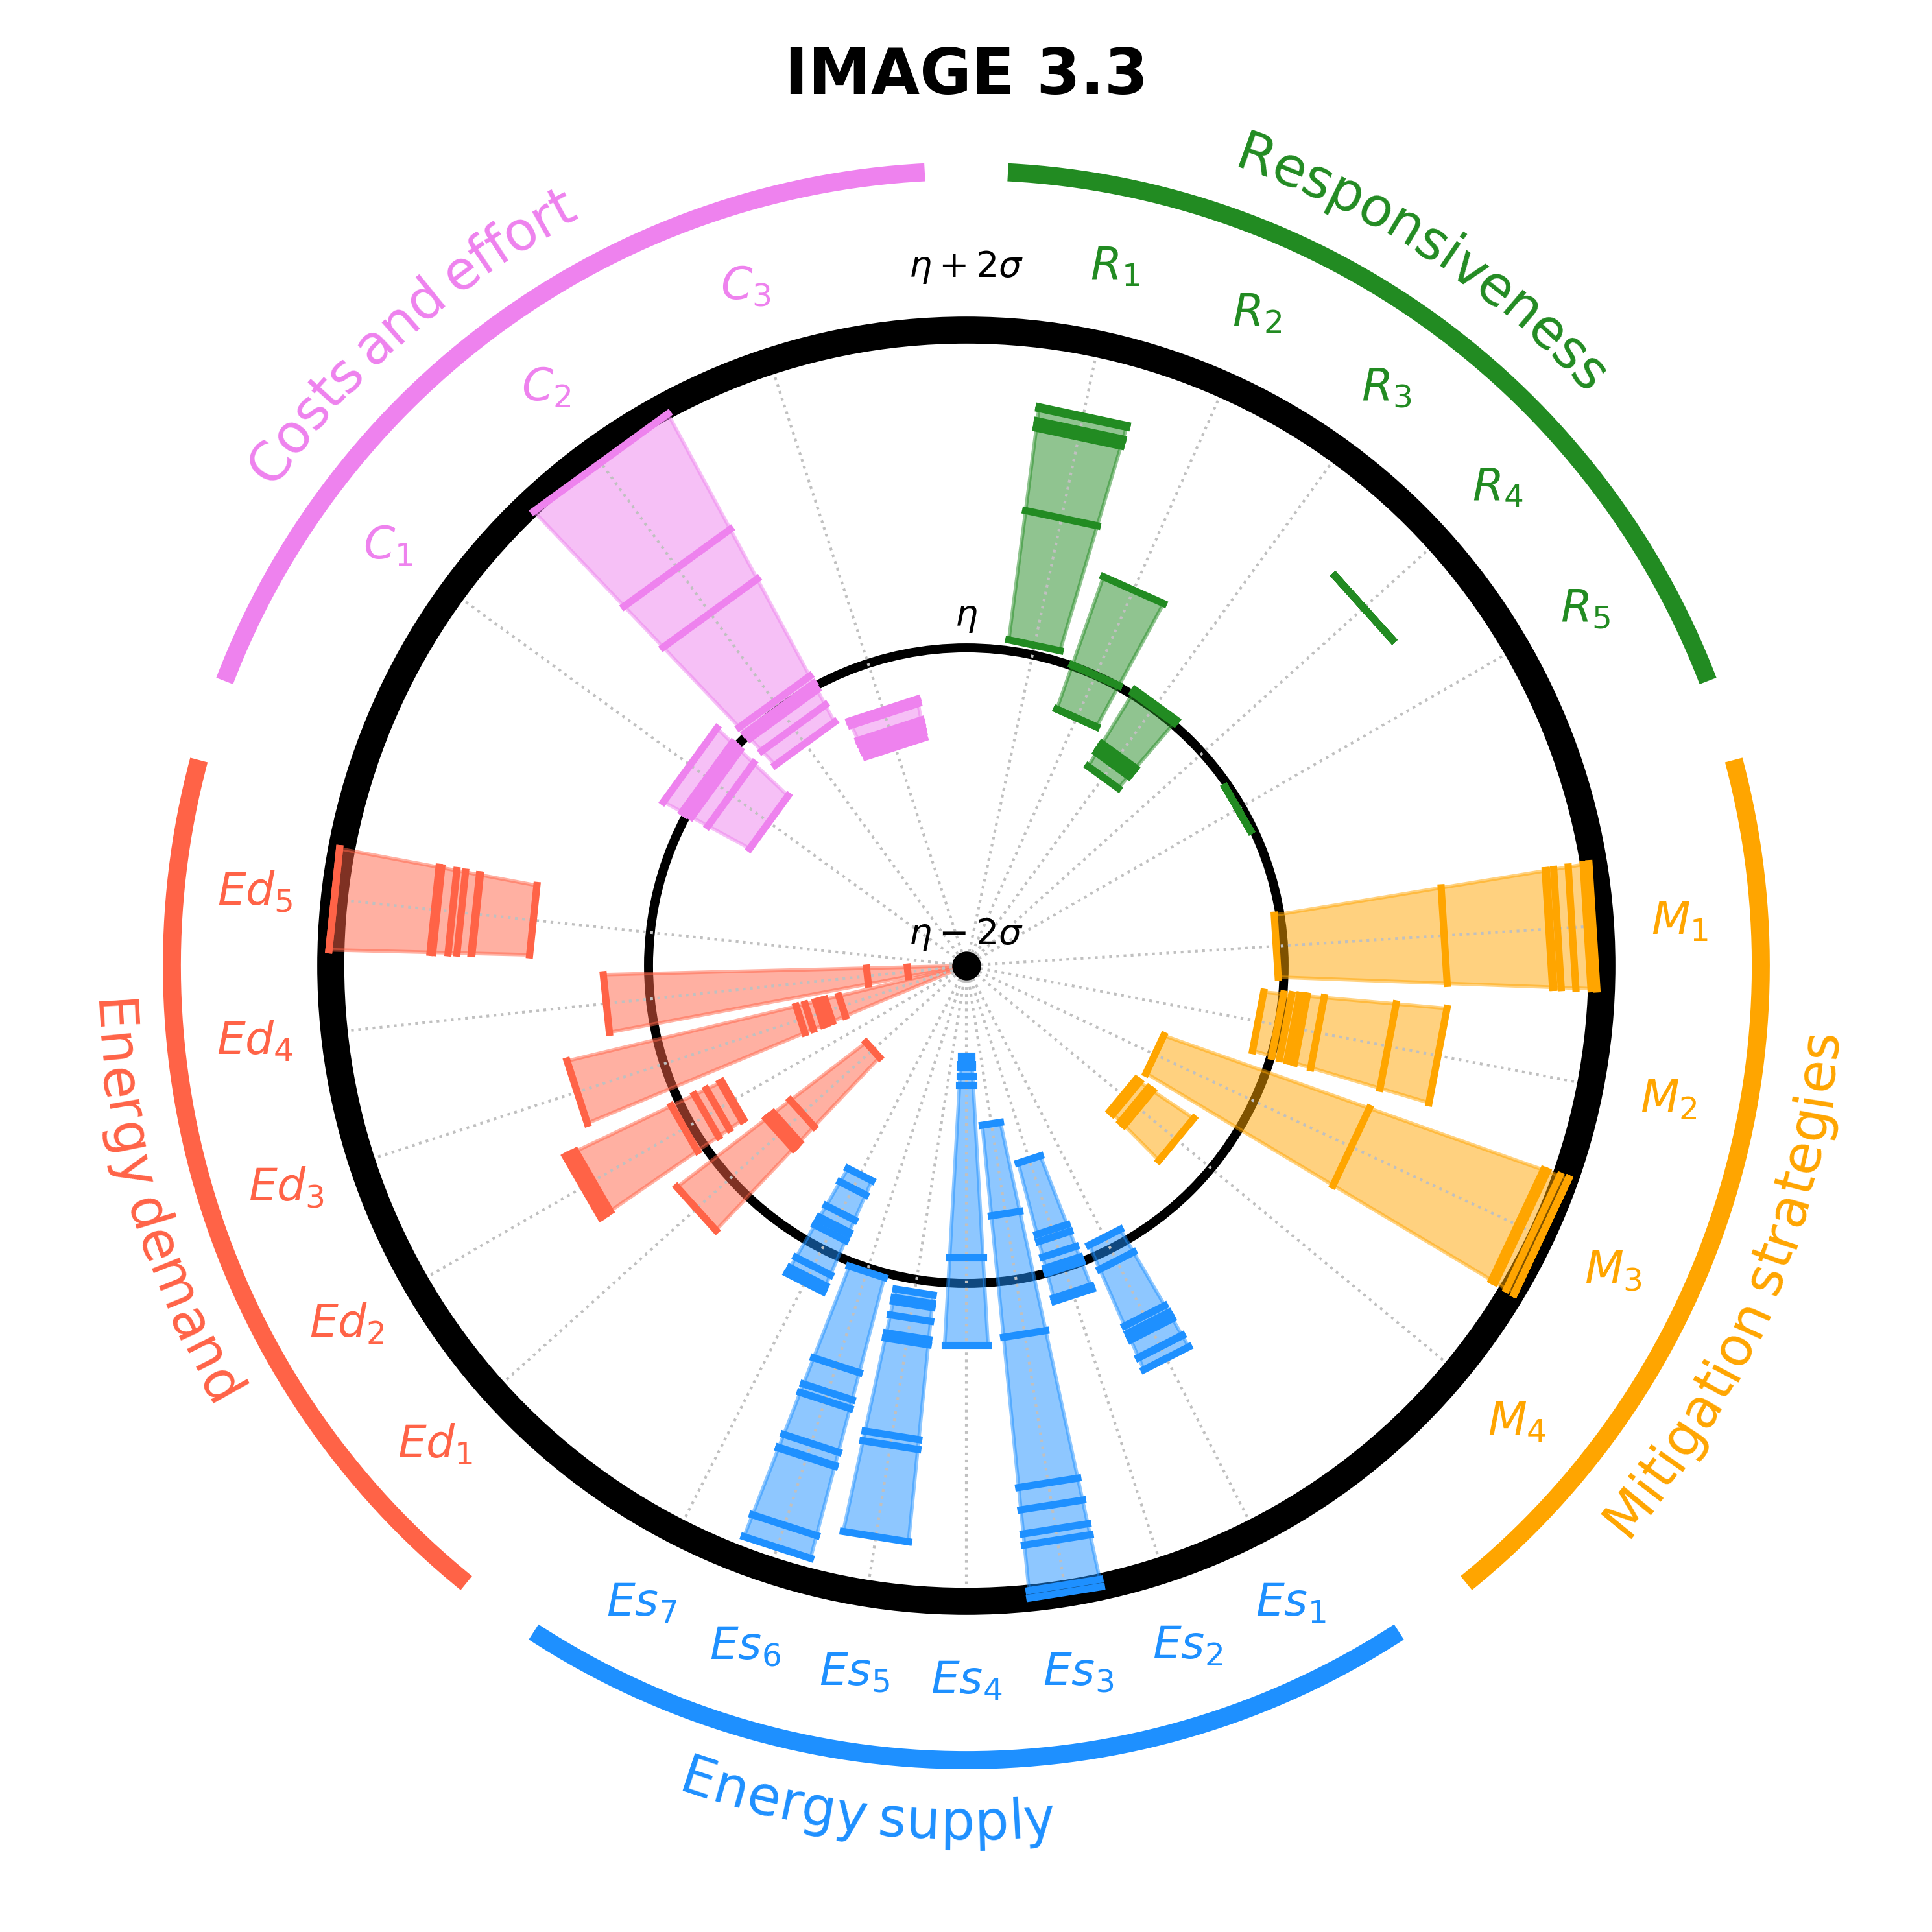 IMAGE 3.3
Responsiveness
Costs and effort
η + 2σ
R₁
C₃
R₂
C₂
R₃
R₄
C₁
R₅
η
Ed₅
M₁
η − 2σ
Ed₄
M₂
Ed₃
M₃
Ed₂
M₄
Ed₁
Energy demand
Mitigation strategies
Es₇
Es₆
Es₅
Es₄
Es₃
Es₂
Es₁
Energy supply